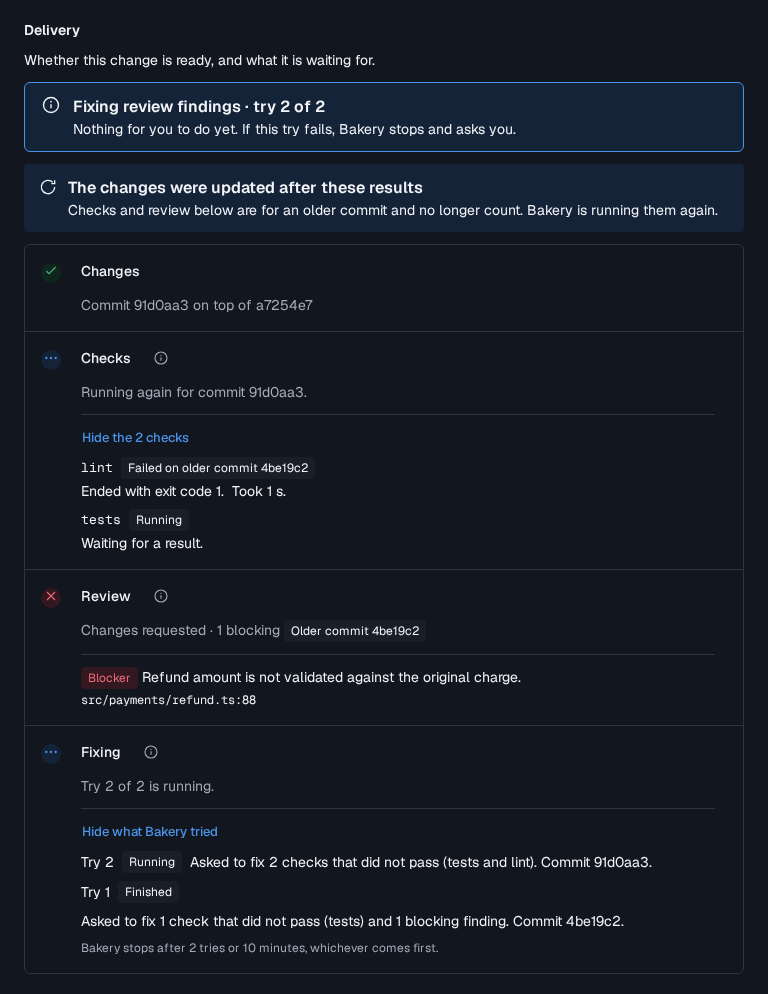 Delivery
Whether this change is ready, and what it is waiting for.
Fixing review findings · try 2 of 2
Nothing for you to do yet. If this try fails, Bakery stops and asks you.
The changes were updated after these results
Checks and review below are for an older commit and no longer count. Bakery is running them again.
Changes
Commit 91d0aa3 on top of a7254e7
Checks
Running again for commit 91d0aa3.
Hide the 2 checks
lint Failed on older commit 4be19c2
Ended with exit code 1. Took 1 s.
tests Running
Waiting for a result.
Review
Changes requested · 1 blocking Older commit 4be19c2
Blocker Refund amount is not validated against the original charge.
src/payments/refund.ts:88
Fixing
Try 2 of 2 is running.
Hide what Bakery tried
Try 2 Running Asked to fix 2 checks that did not pass (tests and lint). Commit 91d0aa3.
Try 1 Finished
Asked to fix 1 check that did not pass (tests) and 1 blocking finding. Commit 4be19c2.
Bakery stops after 2 tries or 10 minutes, whichever comes first.